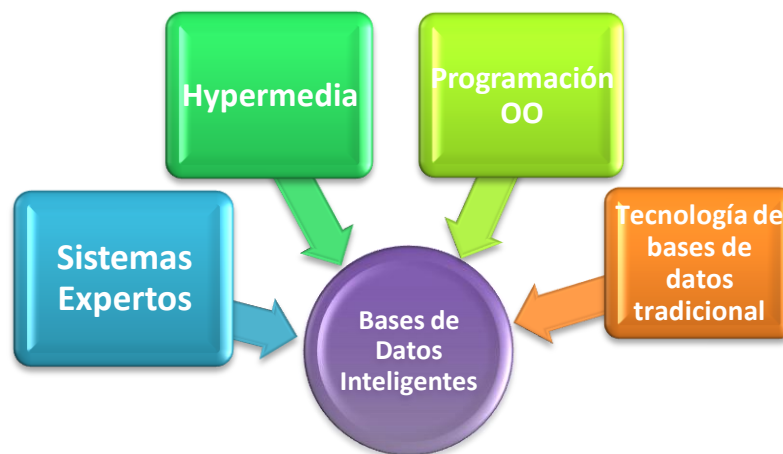 Hypermedia
Programación
OO
Sistemas
Expertos
Tecnología de
bases de
datos
tradicional
Bases de
Datos
Inteligentes